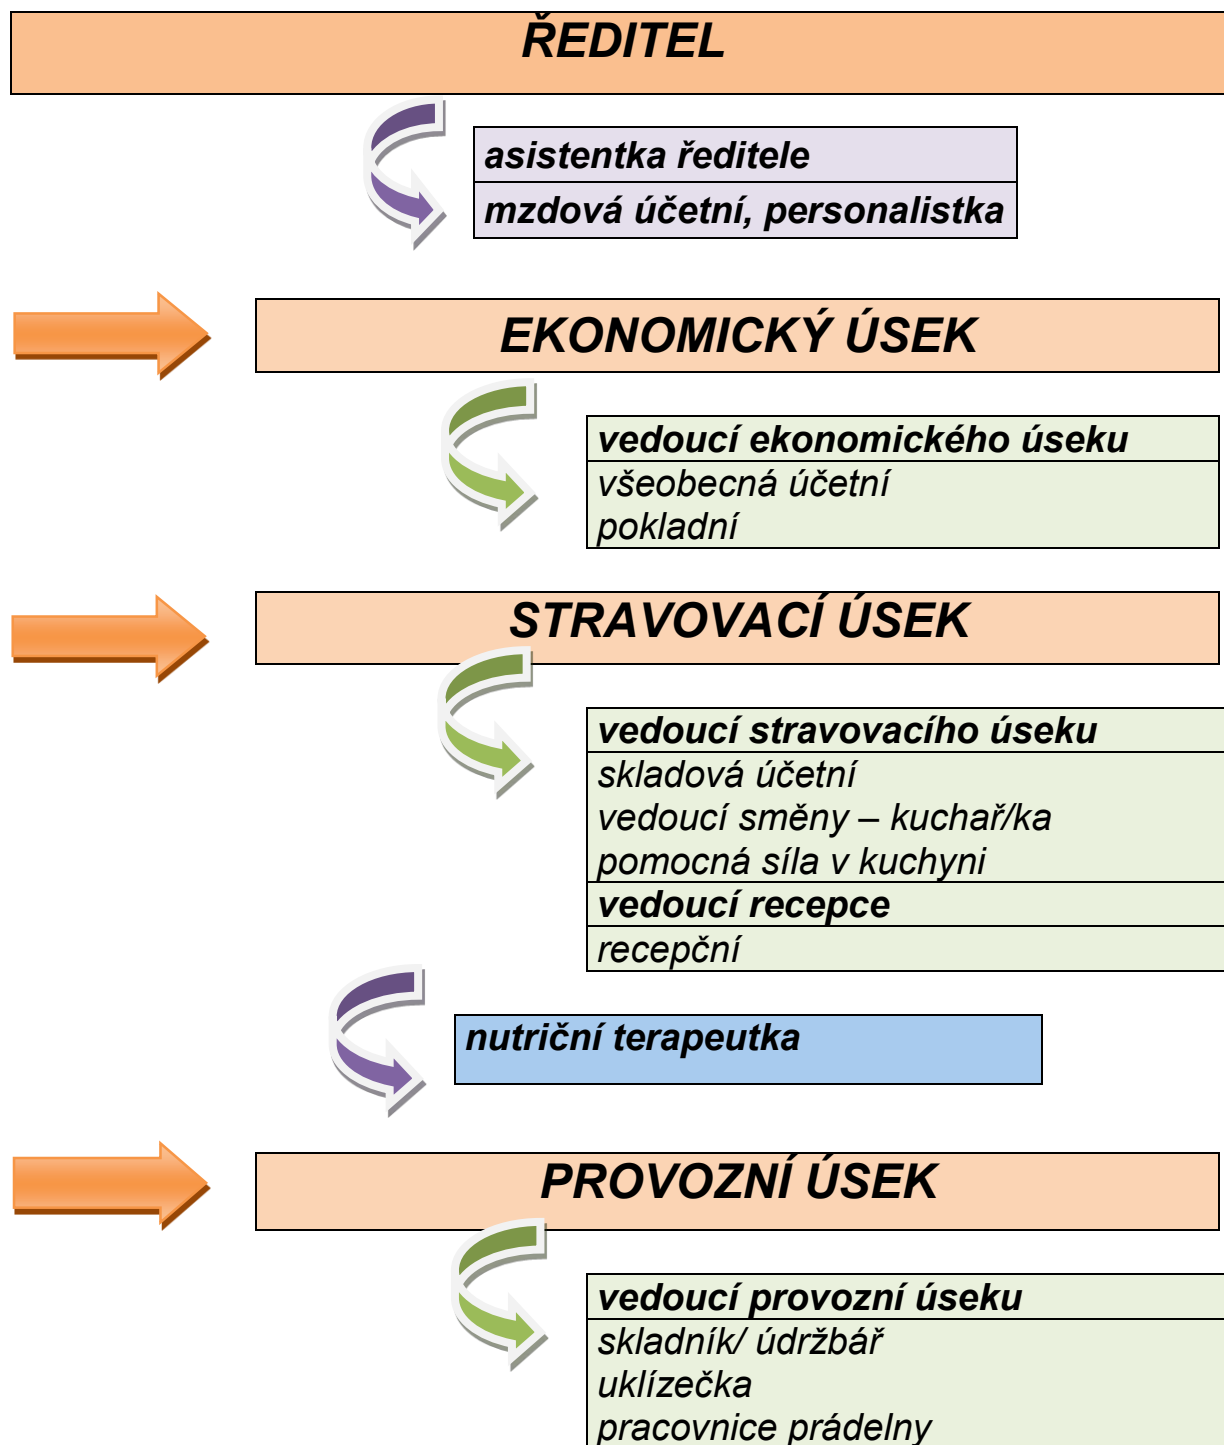 ŘEDITEL
asistentka ředitele
mzdová účetní, personalistka
EKONOMICKÝ ÚSEK
vedoucí ekonomického úseku
všeobecná účetní
pokladní
STRAVOVACÍ ÚSEK
vedoucí stravovacího úseku
skladová účetní
vedoucí směny – kuchař/ka
pomocná síla v kuchyni
vedoucí recepce
recepční
nutriční terapeutka
PROVOZNÍ ÚSEK
vedoucí provozní úseku
skladník/ údržbář
uklízečka
pracovnice prádelny